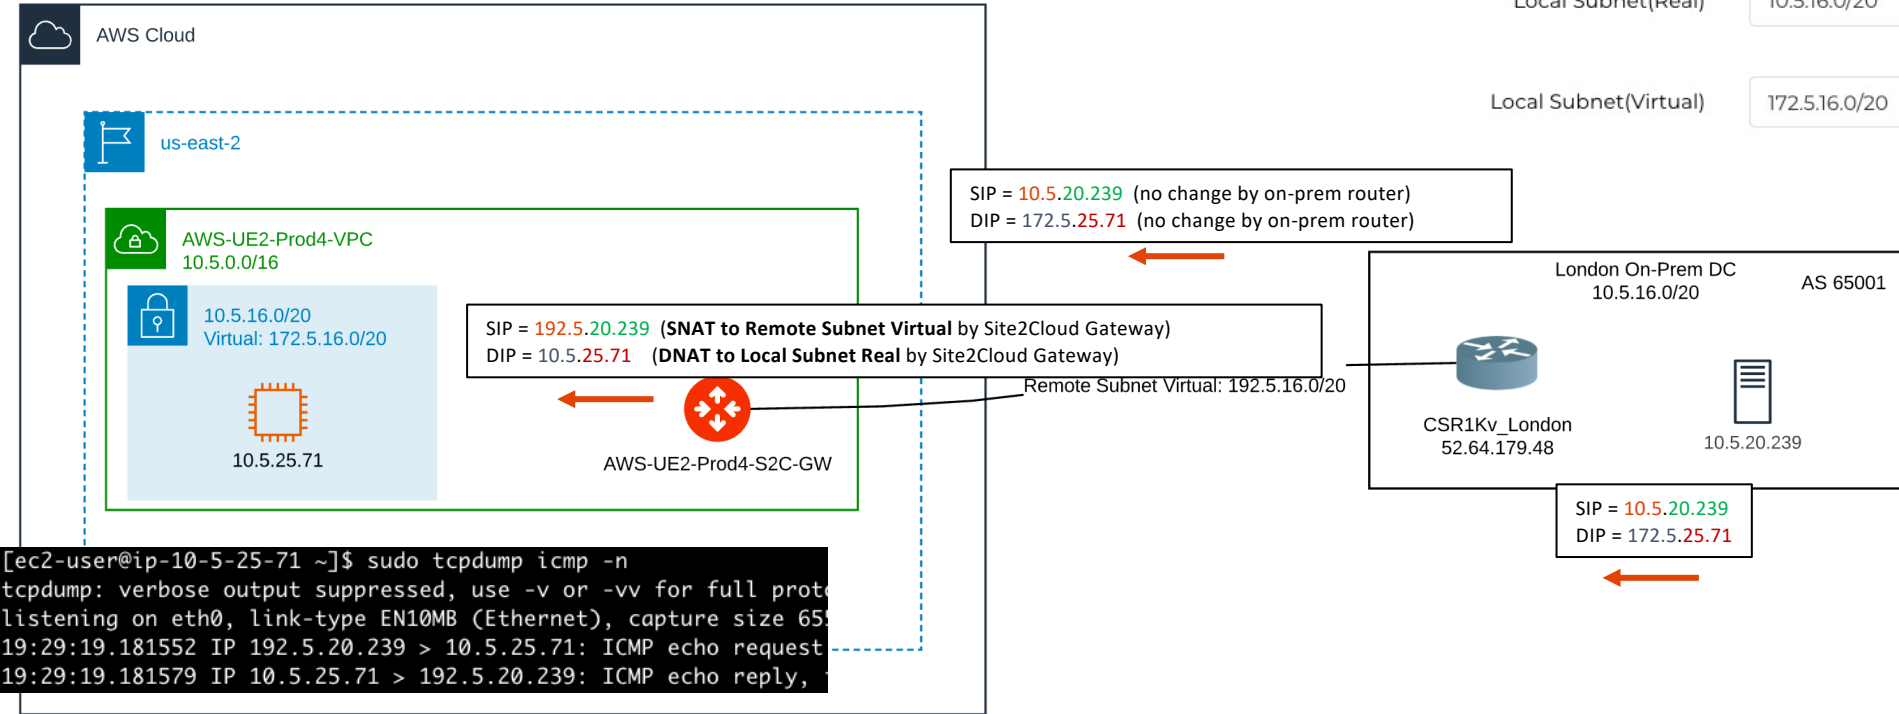 Local Subnet(Real)
10.5.16.0/20
AWS Cloud
Local Subnet(Virtual)
172.5.16.0/20
us-east-2
SIP = 10.5.20.239 (no change by on-prem router)
DIP = 172.5.25.71 (no change by on-prem router)
AWS-UE2-Prod4-VPC
10.5.0.0/16
London On-Prem DC
10.5.16.0/20
AS 65001
10.5.16.0/20
Virtual: 172.5.16.0/20
SIP = 192.5.20.239 (SNAT to Remote Subnet Virtual by Site2Cloud Gateway)
DIP = 10.5.25.71 (DNAT to Local Subnet Real by Site2Cloud Gateway)
Remote Subnet Virtual: 192.5.16.0/20
CSR1Kv_London
52.64.179.48
10.5.20.239
10.5.25.71
AWS-UE2-Prod4-S2C-GW
SIP = 10.5.20.239
DIP = 172.5.25.71
[ec2-user@ip-10-5-25-71 ~]$ sudo tcpdump icmp -n
tcpdump: verbose output suppressed, use -v or -vv for full
listening on eth0, link-type EN10MB (Ethernet), capture size
19:29:19.181552 IP 192.5.20.239 > 10.5.25.71: ICMP echo request
19:29:19.181579 IP 10.5.25.71 > 192.5.20.239: ICMP echo reply,